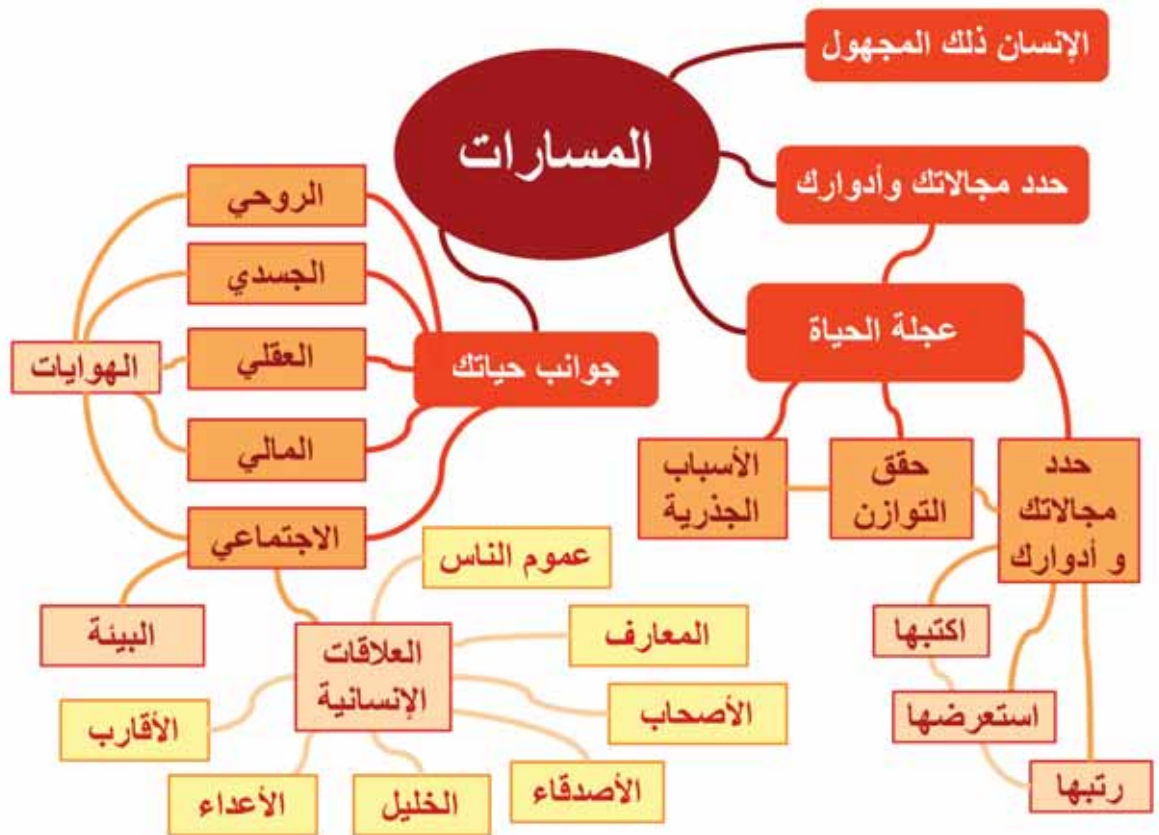 الإنسان ذلك المجهول
المسارات
حدد مجالاتك وأدوارك
عجلة الحياة
حدد
مجالاتك
و أدوارك
حقق
التوازن
الأسباب
الجذرية
اكتبها
استعرضها
رتبها
جوانب حياتك
الروحي
الجسدي
العقلي
المالي
الاجتماعي
الهوايات
البيئة
العلاقات
الإنسانية
عموم الناس
المعارف
الأصحاب
الأصدقاء
الخليل
الأعداء
الأقارب